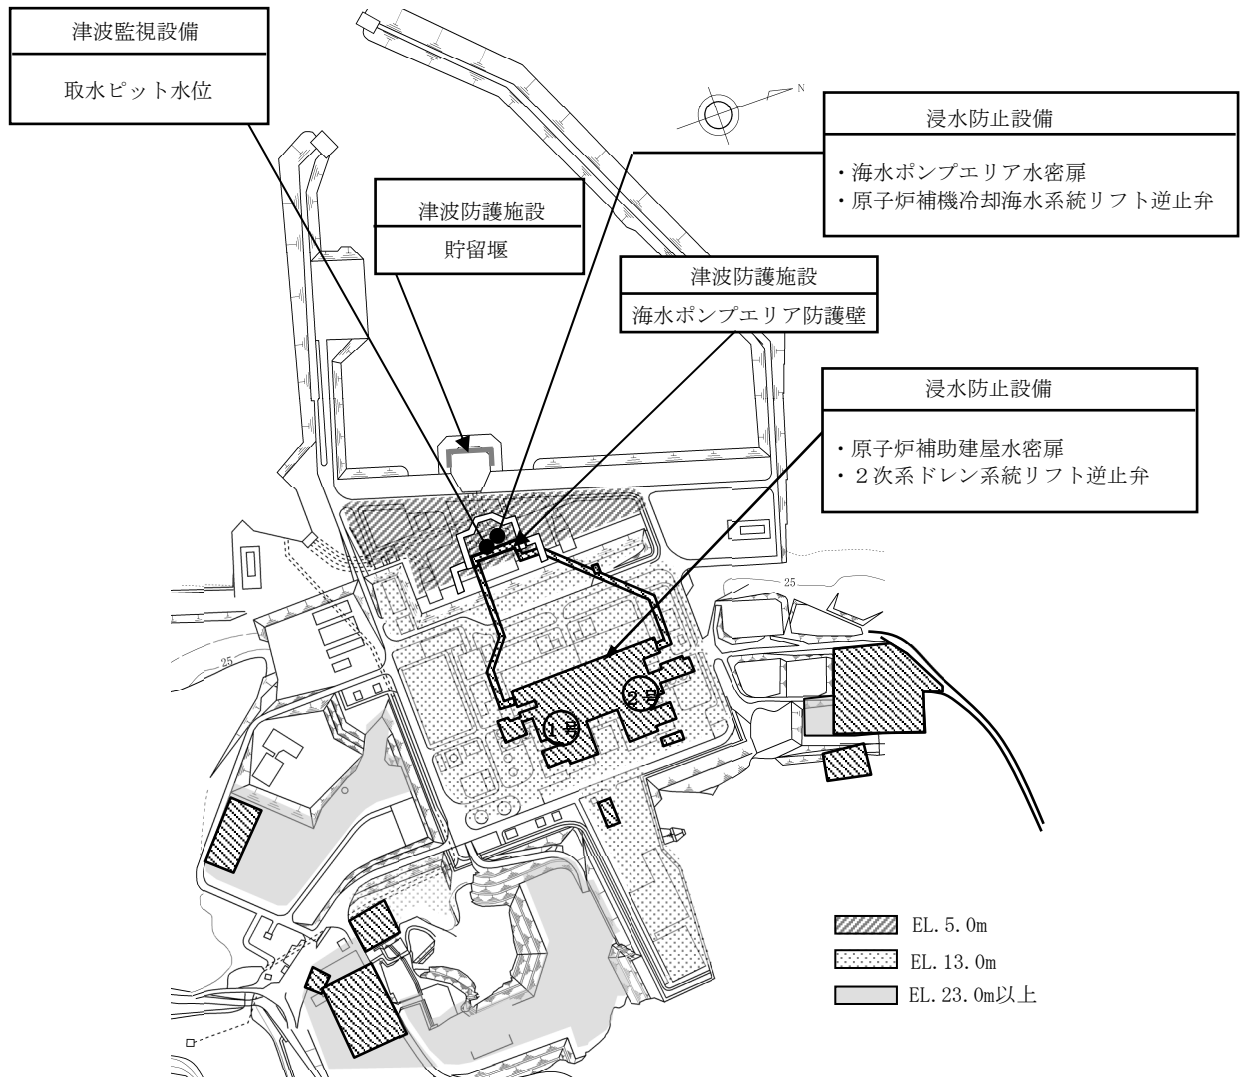 津波監視設備
取水ピット水位
N
浸水防止設備
・海水ポンプエリア水密扉
・原子炉補機冷却海水系統リフト逆止弁
津波防護施設
貯留堰
津波防護施設
海水ポンプエリア防護壁
浸水防止設備
・原子炉補助建屋水密扉
・２次系ドレン系統リフト逆止弁
25
25
２号
１号
EL.5.0m
EL.13.0m
EL.23.0m以上